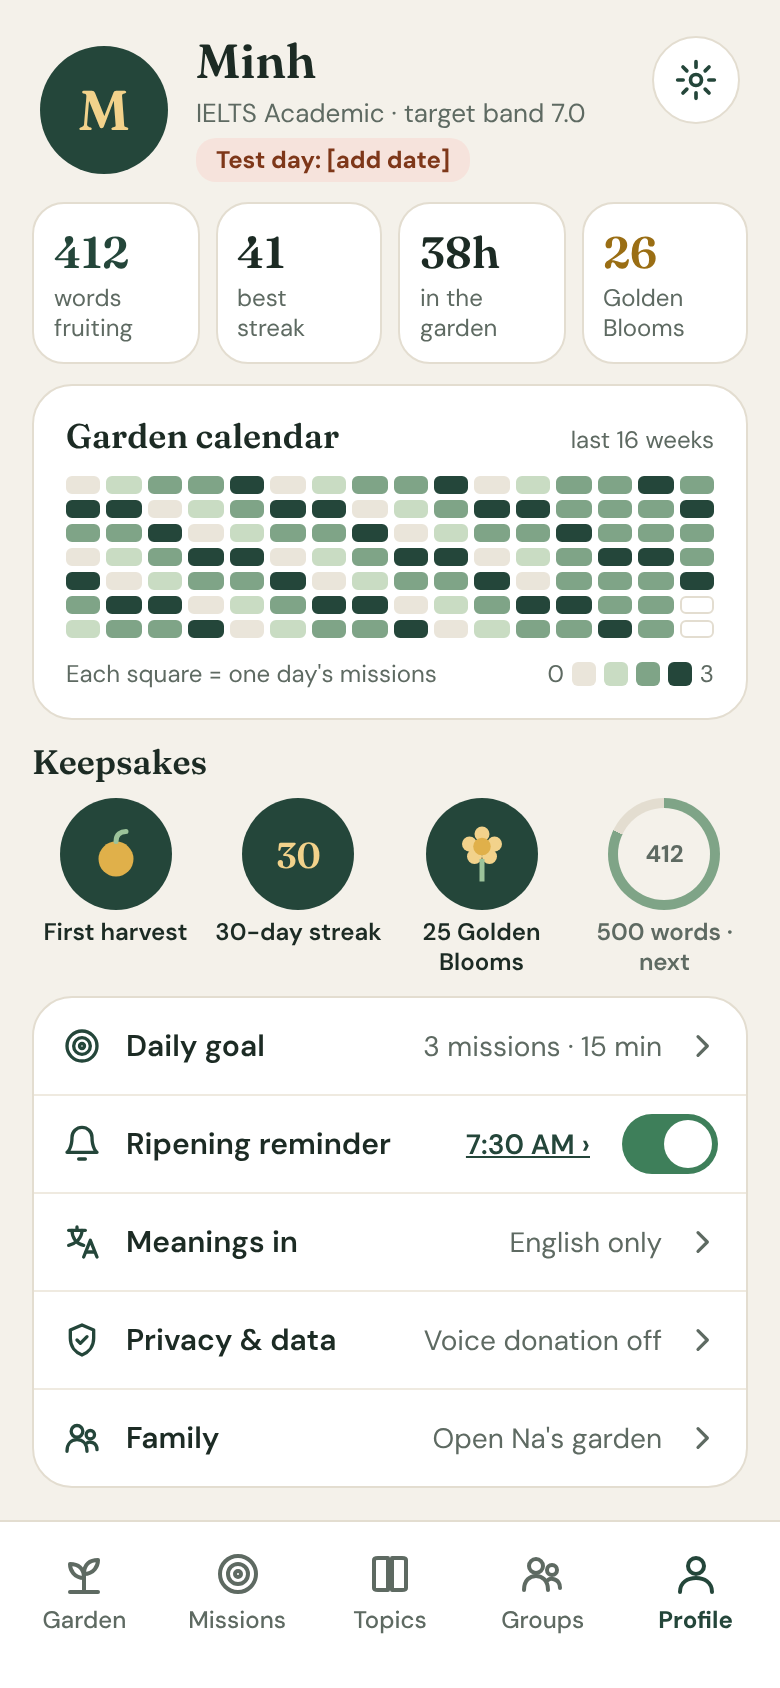 M
Minh
IELTS Academic · target band 7.0
Test day: [add date]
412
words
fruiting
41
best
streak
38h
in the
garden
26
Golden
Blooms
Garden calendar
last 16 weeks
Each square = one day's missions
0
3
Keepsakes
First harvest
30
30-day streak
25 Golden
Blooms
412
500 words ·
next
Daily goal
3 missions · 15 min
Ripening reminder
7:30 AM ›
文A
Meanings in
English only
Privacy & data
Voice donation off
Family
Open Na's garden
Garden
Missions
Topics
Groups
Profile